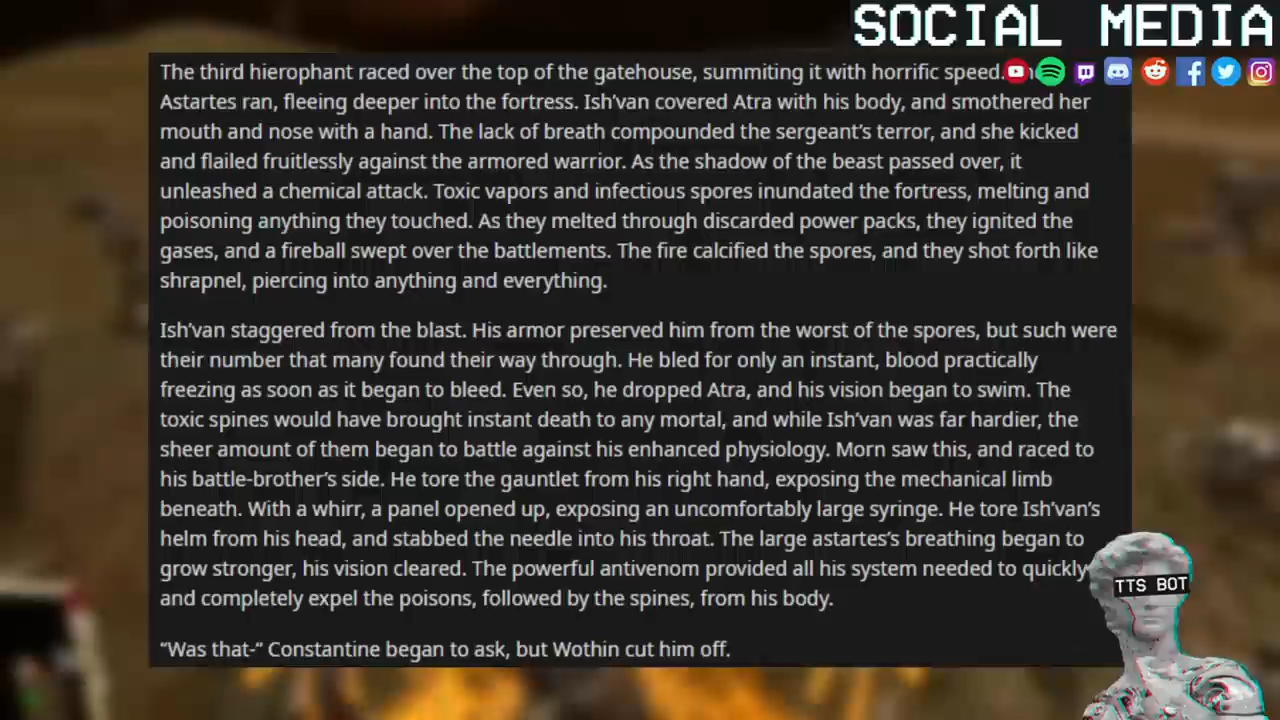 SOCIAL MEDIA
The third hierophant raced over the top of the gatehouse, summiting it with horrific speed.
Astartes ran, fleeing deeper into the fortress. Ish’van covered Atra with his body, and smothered her
mouth and nose with a hand. The lack of breath compounded the sergeant’s terror, and she kicked
and flailed fruitlessly against the armored warrior. As the shadow of the beast passed over, it
unleashed a chemical attack. Toxic vapors and infectious spores inundated the fortress, melting and
poisoning anything they touched. As they melted through discarded power packs, they ignited the
gases, and a fireball swept over the battlements. The fire calcified the spores, and they shot forth like
shrapnel, piercing into anything and everything.
Ish’van staggered from the blast. His armor preserved him from the worst of the spores, but such were
their number that many found their way through. He bled for only an instant, blood practically
freezing as soon as it began to bleed. Even so, he dropped Atra, and his vision began to swim. The
toxic spines would have brought instant death to any mortal, and while Ish’van was far hardier, the
sheer amount of them began to battle against his enhanced physiology. Morn saw this, and raced to
his battle-brother’s side. He tore the gauntlet from his right hand, exposing the mechanical limb
beneath. With a whirr, a panel opened up, exposing an uncomfortably large syringe. He tore Ish’van’s
helm from his head, and stabbed the needle into his throat. The large astartes’s breathing began to
grow stronger, his vision cleared. The powerful antivenom provided all his system needed to quickly
and completely expel the poisons, followed by the spines, from his body.
“Was that-“ Constantine began to ask, but Wothin cut him off.
TTS BOT